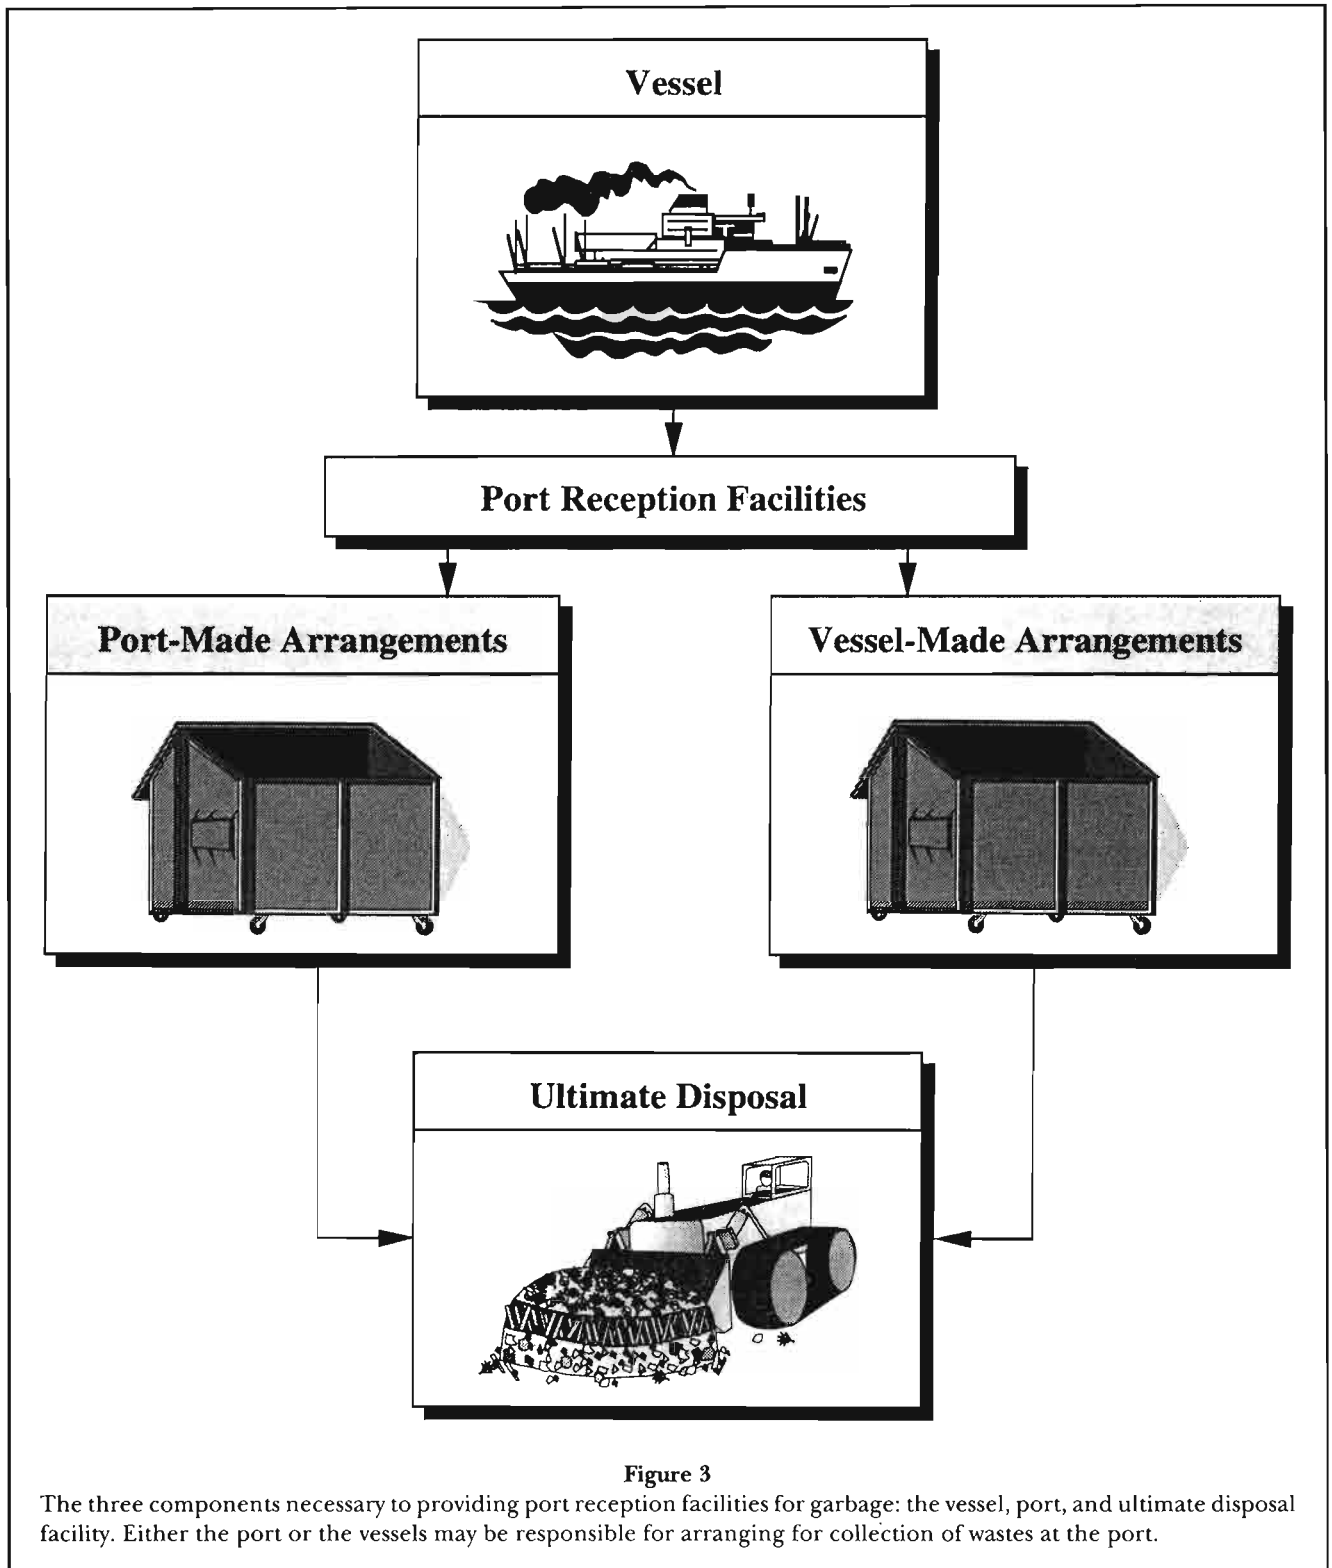 Vessel
Port Reception Facilities
Port-Made Arrangements
Vessel-Made Arrangements
Ultimate Disposal
Figure 3
The three components necessary to providing port reception facilities for garbage: the vessel, port, and ultimate disposal
facility. Either the port or the vessels may be responsible for arranging for collection of wastes at the port.